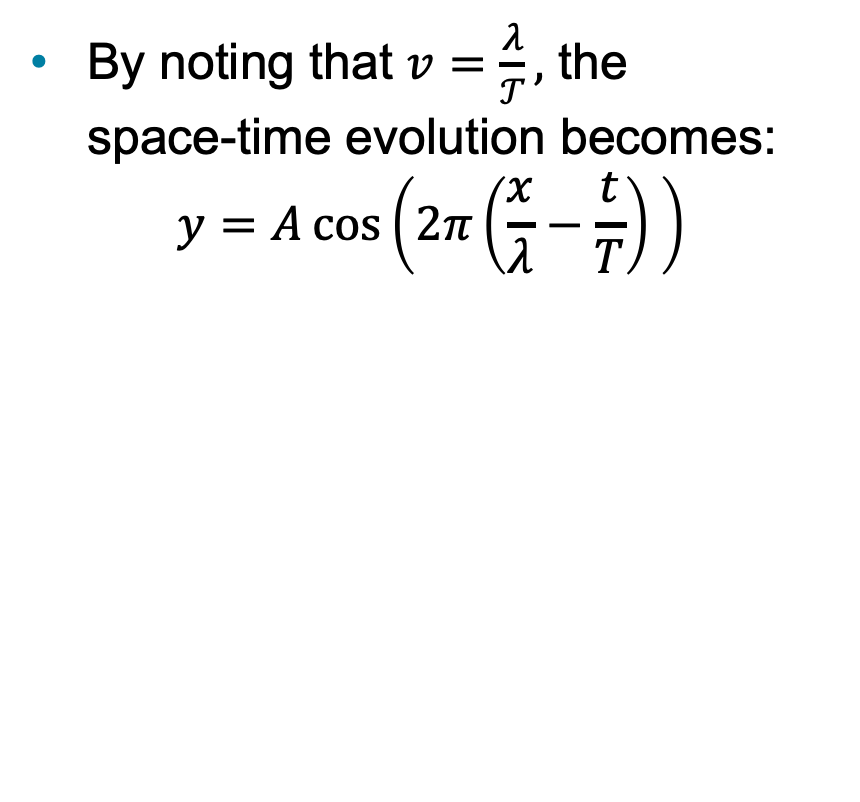 • By noting that 𝑣 = 𝜆/𝒯, the
space-time evolution becomes:
𝑦 = 𝐴 cos(2𝜋(𝑥/𝜆 − 𝑡/𝑇))